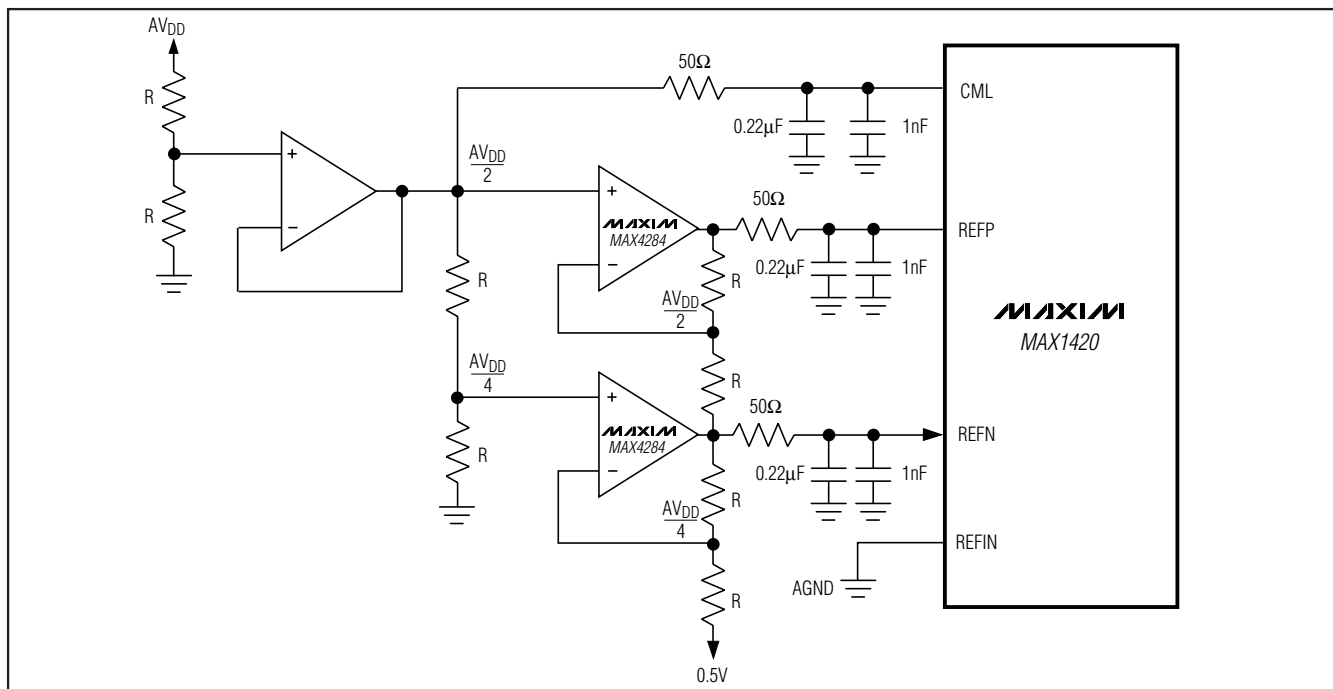 AVDD
R
R
AVDD
2
+
−
50Ω
CML
0.22µF
1nF
R
AVDD
4
R
+
MAXIM
MAX4284
−
50Ω
REFP
R
0.22µF
1nF
AVDD
2
R
MAXIM
MAX1420
+
MAXIM
MAX4284
−
50Ω
REFN
R
0.22µF
1nF
AVDD
4
R
0.5V
REFIN
AGND